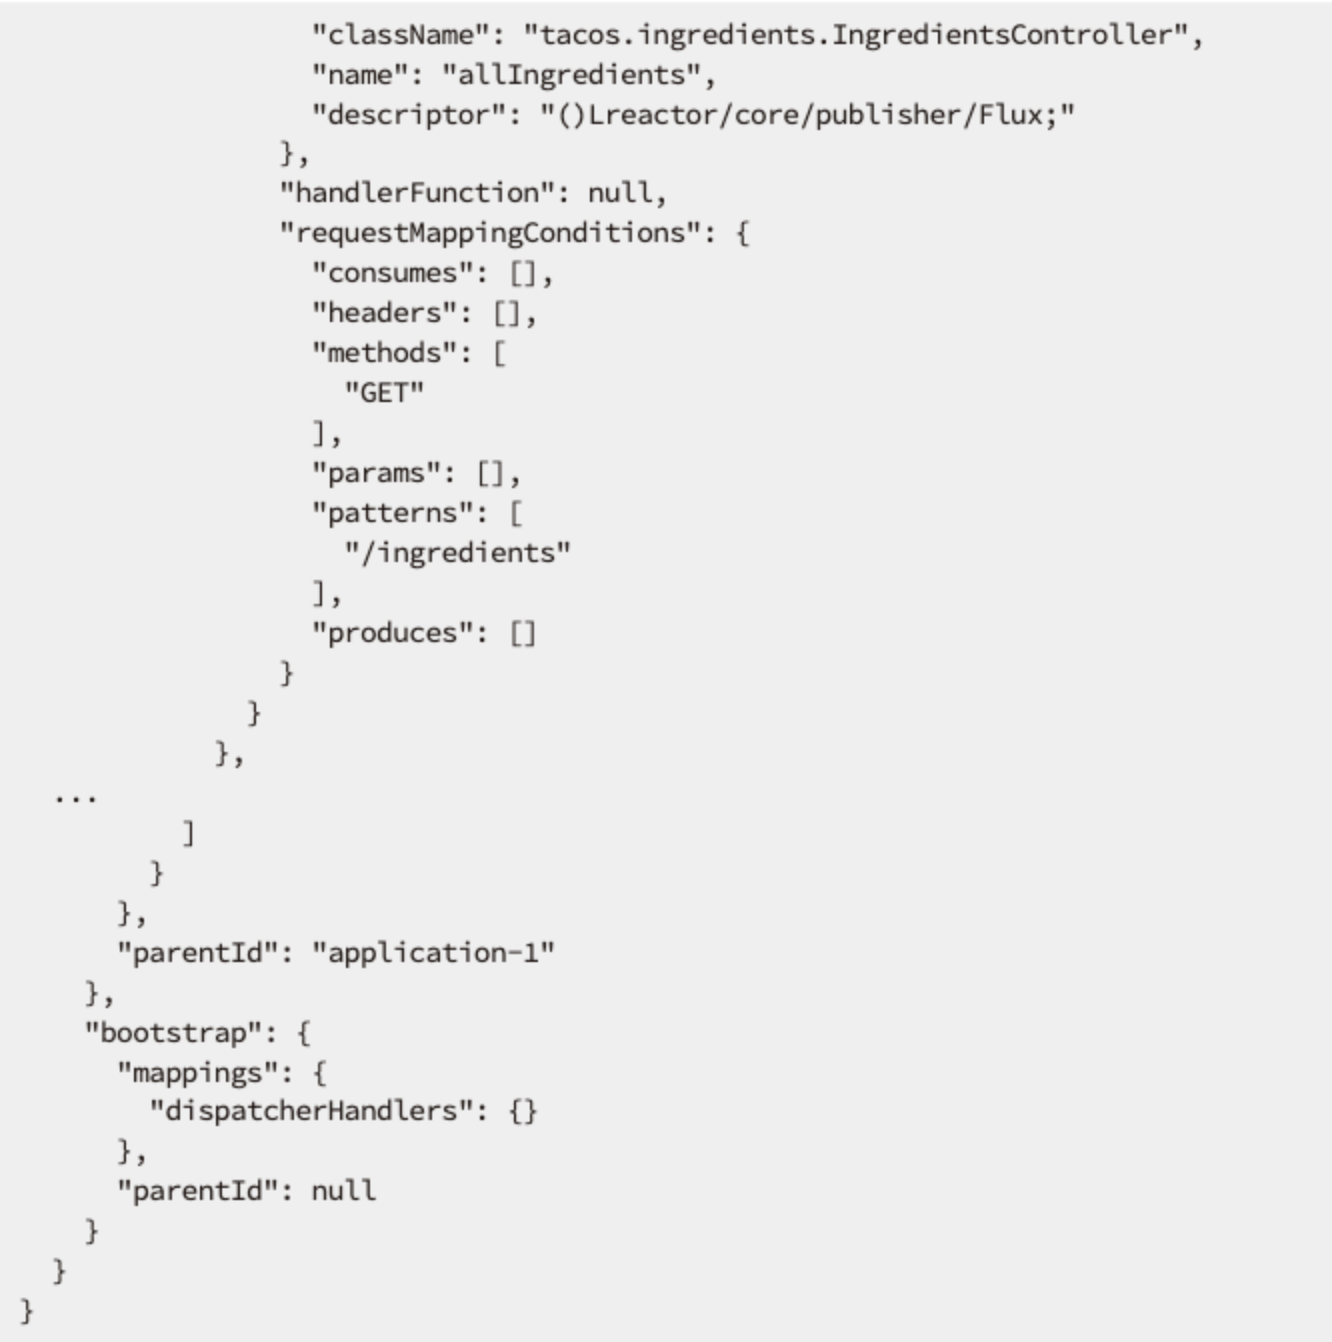 "className": "tacos.ingredients.IngredientsController",
                  "name": "allIngredients",
                  "descriptor": "()Lreactor/core/publisher/Flux;"
                },
                "handlerFunction": null,
                "requestMappingConditions": {
                  "consumes": [],
                  "headers": [],
                  "methods": [
                    "GET"
                  ],
                  "params": [],
                  "patterns": [
                    "/ingredients"
                  ],
                  "produces": []
                }
              }
            },
  ...
          ]
        }
      },
      "parentId": "application-1"
    },
    "bootstrap": {
      "mappings": {
        "dispatcherHandlers": {}
      },
      "parentId": null
    }
  }
}